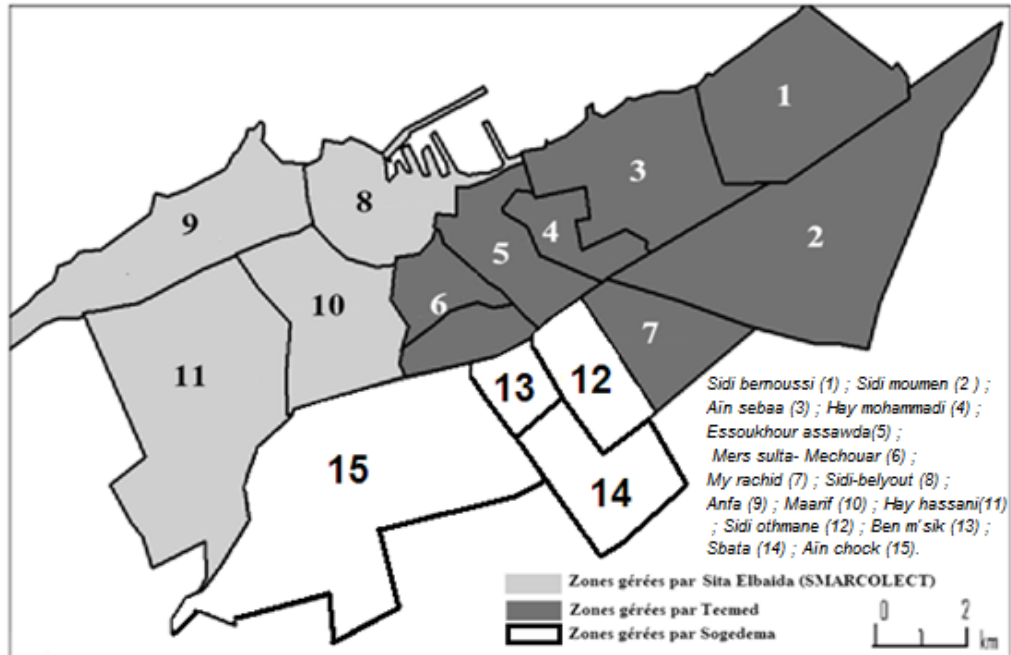 1
3
2
8
4
9
5
6
10
7
11
13
12
15
14
Sidi bernoussi (1) ; Sidi moumen (2 ) ;
Aïn sebaa (3) ; Hay mohammadi (4) ;
Essoukhour assawda(5) ;
Mers sulta- Mechouar (6) ;
My rachid (7) ; Sidi-belyout (8) ;
Anfa (9) ; Maarif (10) ; Hay hassani(11)
; Sidi othmane (12) ; Ben m'sik (13) ;
Sbata (14) ; Aïn chock (15).
Zones gérées par Sita Elbaida (SMARCOLECT)
Zones gérées par Tecmed
Zones gérées par Sogedema
0 2
km